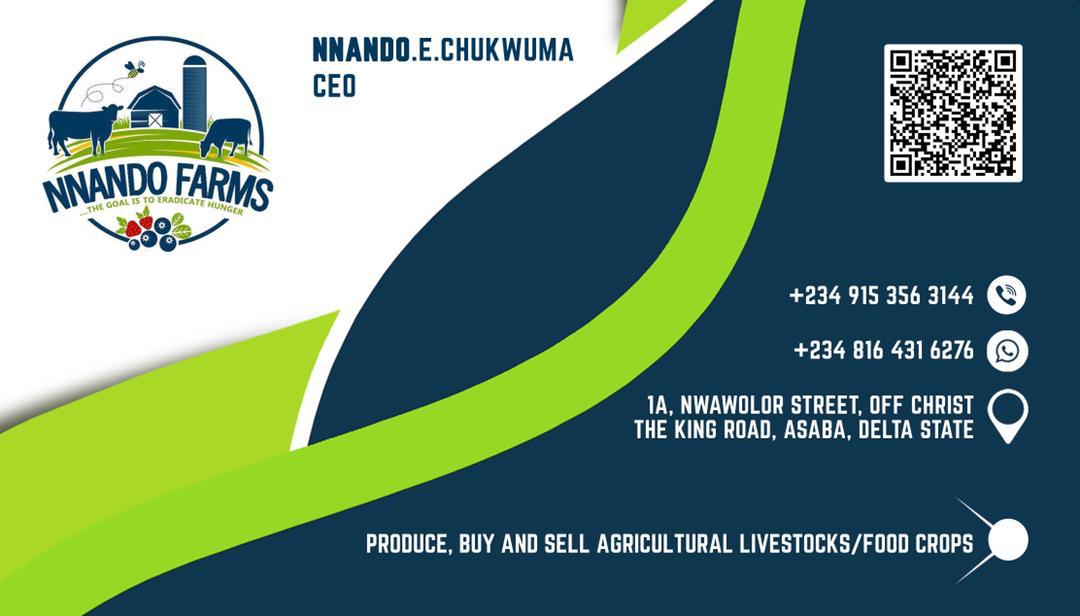 NNANDO.E.CHUKWUMA
CEO
NNANDO FARMS
...THE GOAL IS TO ERADICATE HUNGER
+234 915 356 3144
+234 816 431 6276
1A, NWAWOLOR STREET, OFF CHRIST
THE KING ROAD, ASABA, DELTA STATE
PRODUCE, BUY AND SELL AGRICULTURAL LIVESTOCKS/FOOD CROPS